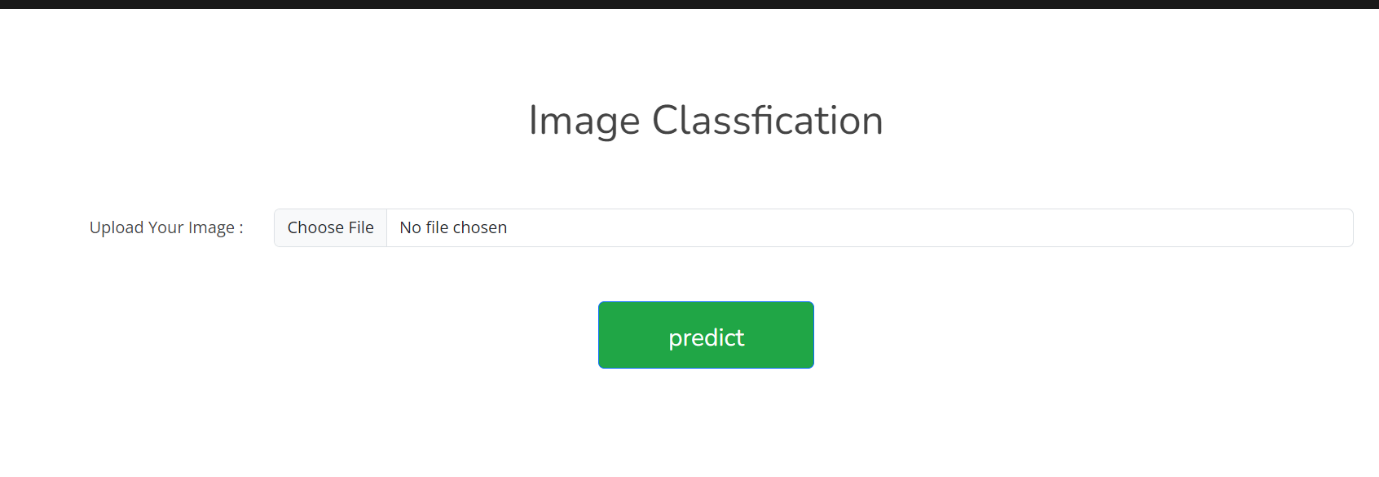 Image Classfication
Upload Your Image :
Choose File No file chosen
predict